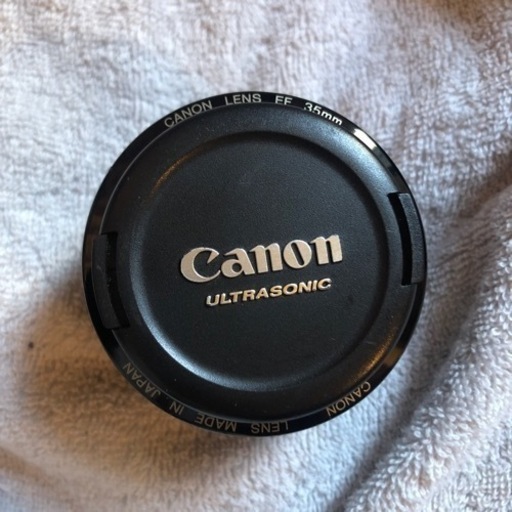 CANON LENS EF 35mm
Canon
ULTRASONIC
CANON LENS MADE IN JAPAN